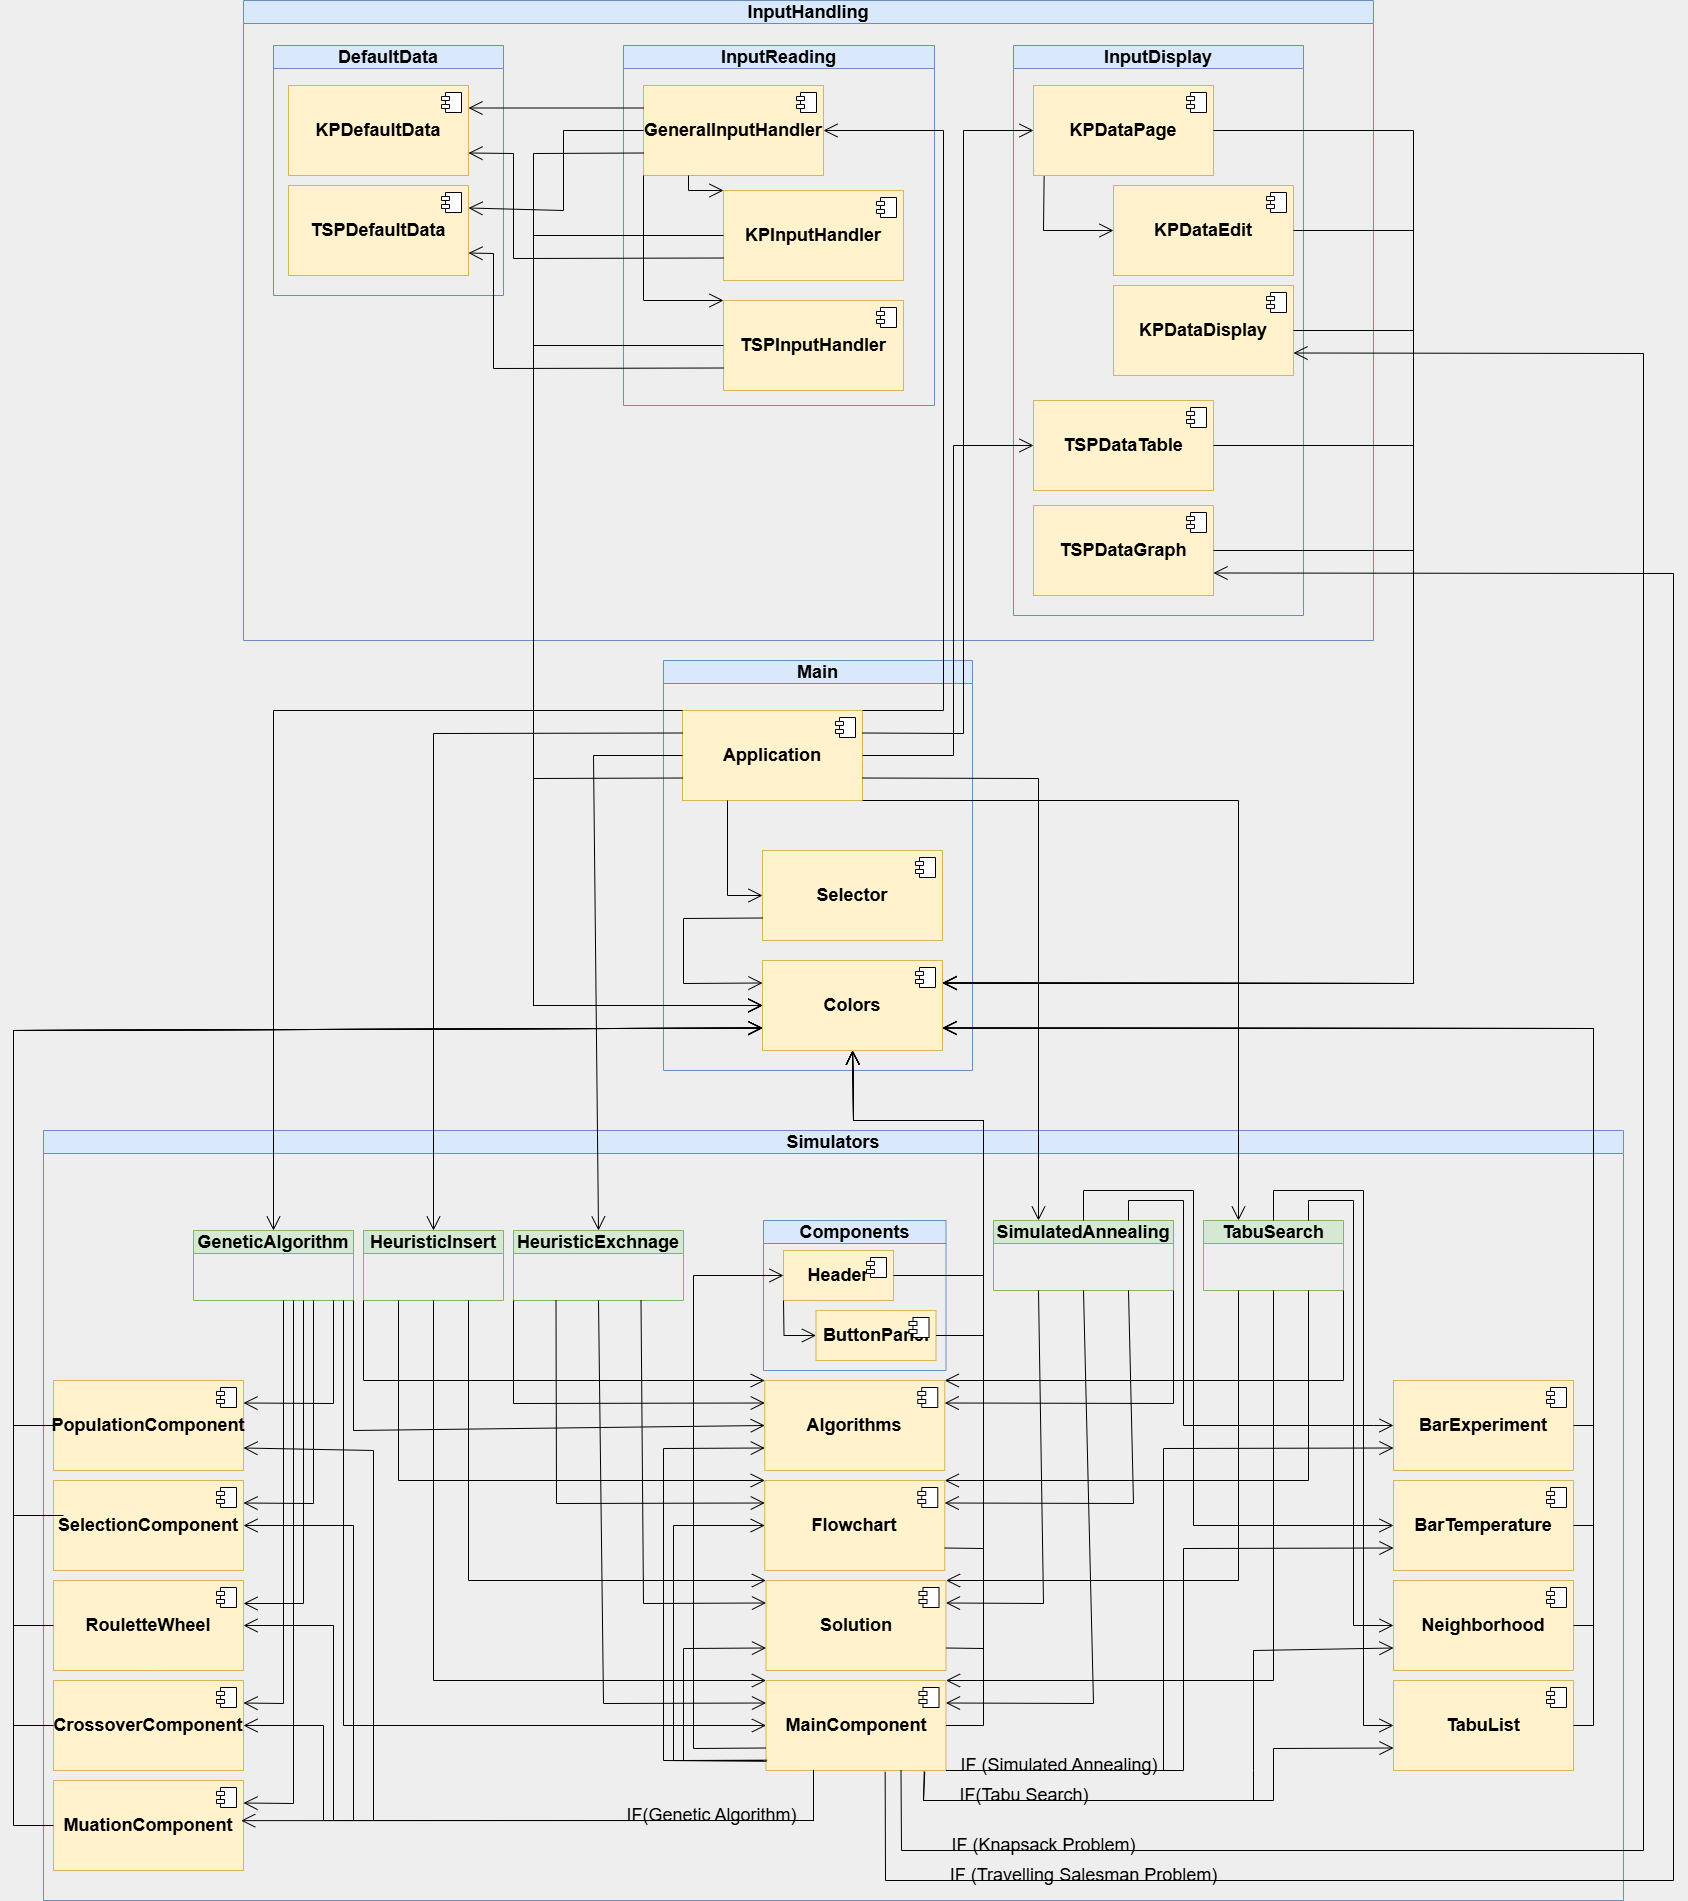 InputHandling
DefaultData
InputReading
InputDisplay
KPDefaultData
GeneralInputHandler
KPDataPage
TSPDefaultData
KPInputHandler
KPDataEdit
TSPInputHandler
KPDataDisplay
TSPDataTable
TSPDataGraph
Main
Application
Selector
Colors
Simulators
GeneticAlgorithm
HeuristicInsert
HeuristicExchnage
Components
SimulatedAnnealing
TabuSearch
Header
ButtonPanel
PopulationComponent
Algorithms
BarExperiment
SelectionComponent
Flowchart
BarTemperature
RouletteWheel
Solution
Neighborhood
CrossoverComponent
MainComponent
TabuList
IF (Simulated Annealing)
IF(Tabu Search)
MuationComponent
IF(Genetic Algorithm)
IF (Knapsack Problem)
IF (Travelling Salesman Problem)